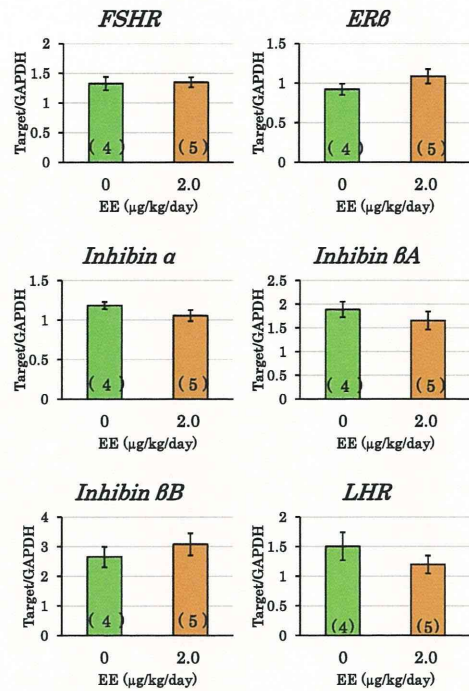 FSHR
Target/GAPDH
2
1.5
1
0.5
0
( 4 ) ( 5 )
0 2.0
EE (µg/kg/day)
ERβ
Target/GAPDH
1.5
1
0.5
0
( 4 ) ( 5 )
0 2.0
EE (µg/kg/day)
Inhibin α
Target/GAPDH
1.5
1
0.5
0
( 4 ) ( 5 )
0 2.0
EE (µg/kg/day)
Inhibin βA
Target/GAPDH
2.5
2
1.5
1
0.5
0
( 4 ) ( 5 )
0 2.0
EE (µg/kg/day)
Inhibin βB
Target/GAPDH
4
3
2
1
0
( 4 ) ( 5 )
0 2.0
EE (µg/kg/day)
LHR
Target/GAPDH
2
1.5
1
0.5
0
(4) (5)
0 2.0
EE (µg/kg/day)